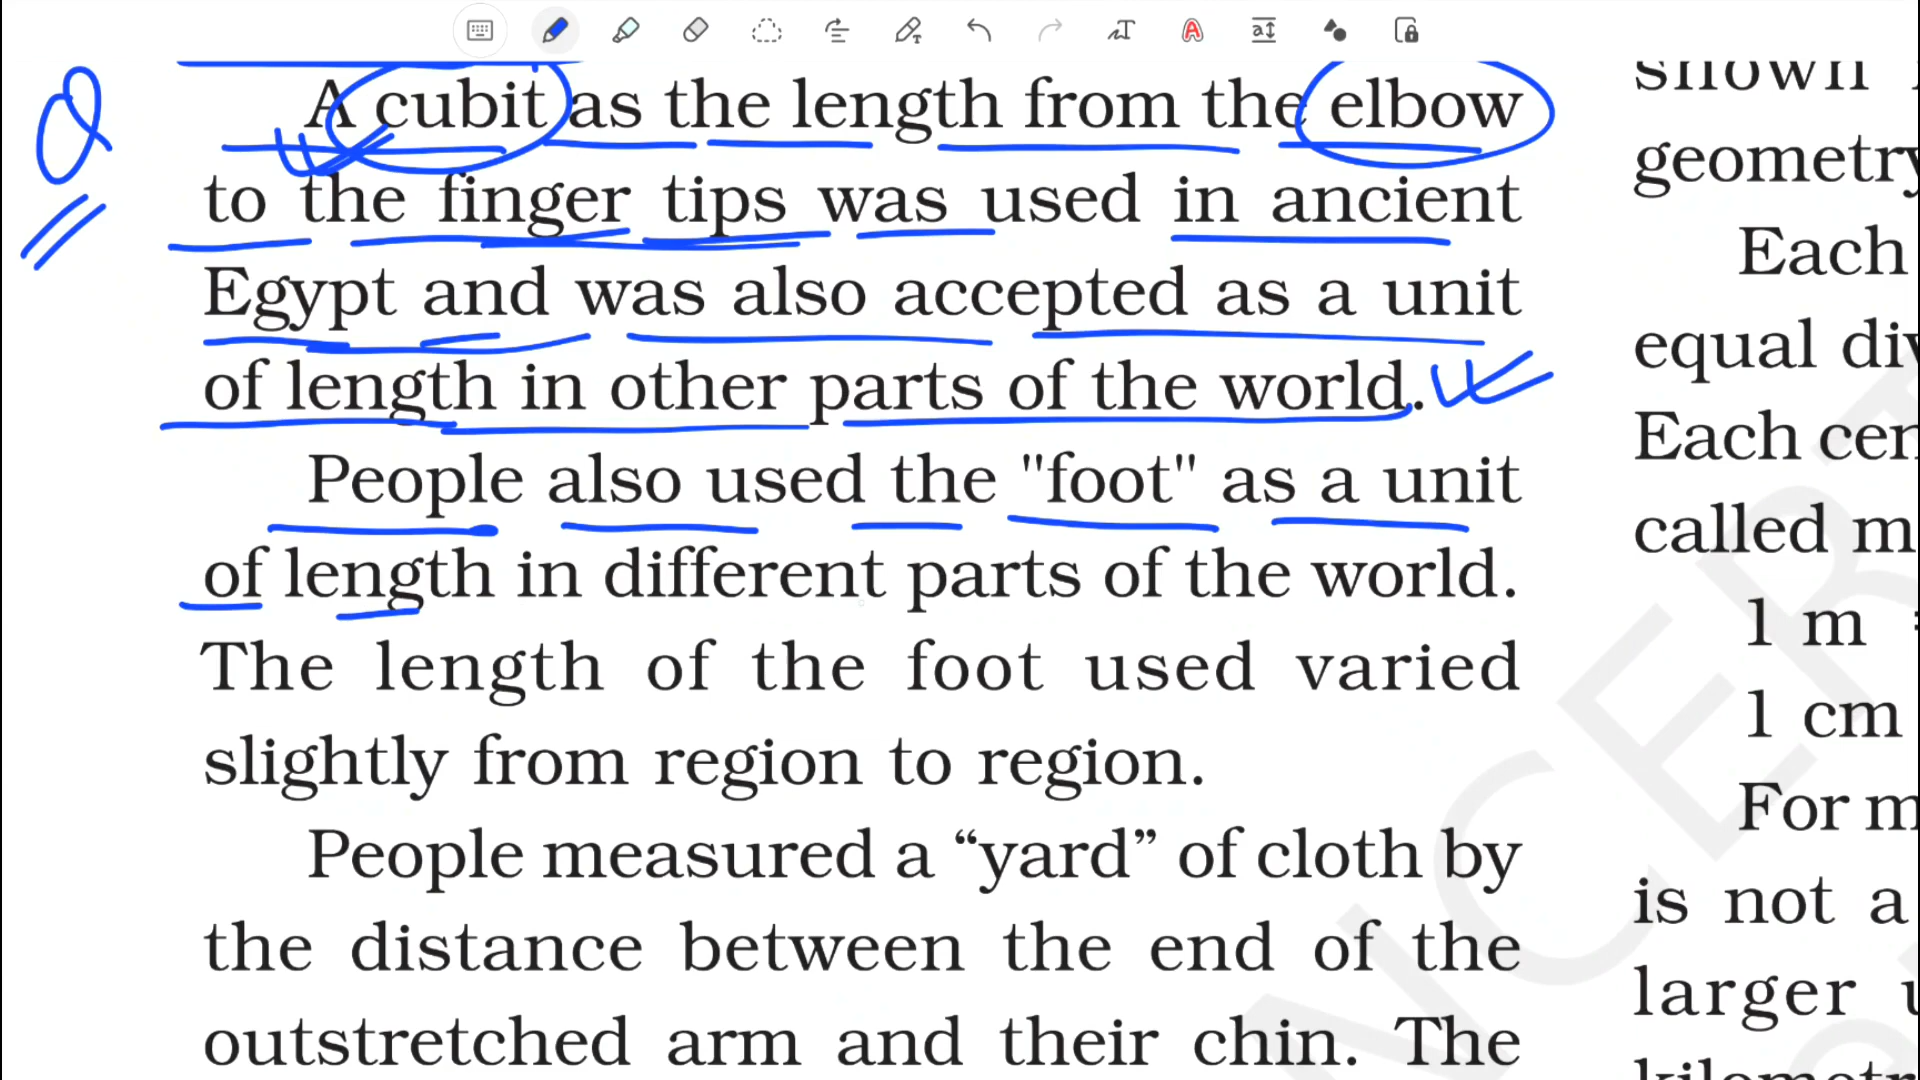 A cubit as the length from the elbow
to the finger tips was used in ancient
Egypt and was also accepted as a unit
of length in other parts of the world.
People also used the "foot" as a unit
of length in different parts of the world.
The length of the foot used varied
slightly from region to region.
People measured a “yard” of cloth by
the distance between the end of the
outstretched arm and their chin. The
shown
geometry
Each
equal
Each
called
1 m
1 cm
For
is not a
larger
NCERT